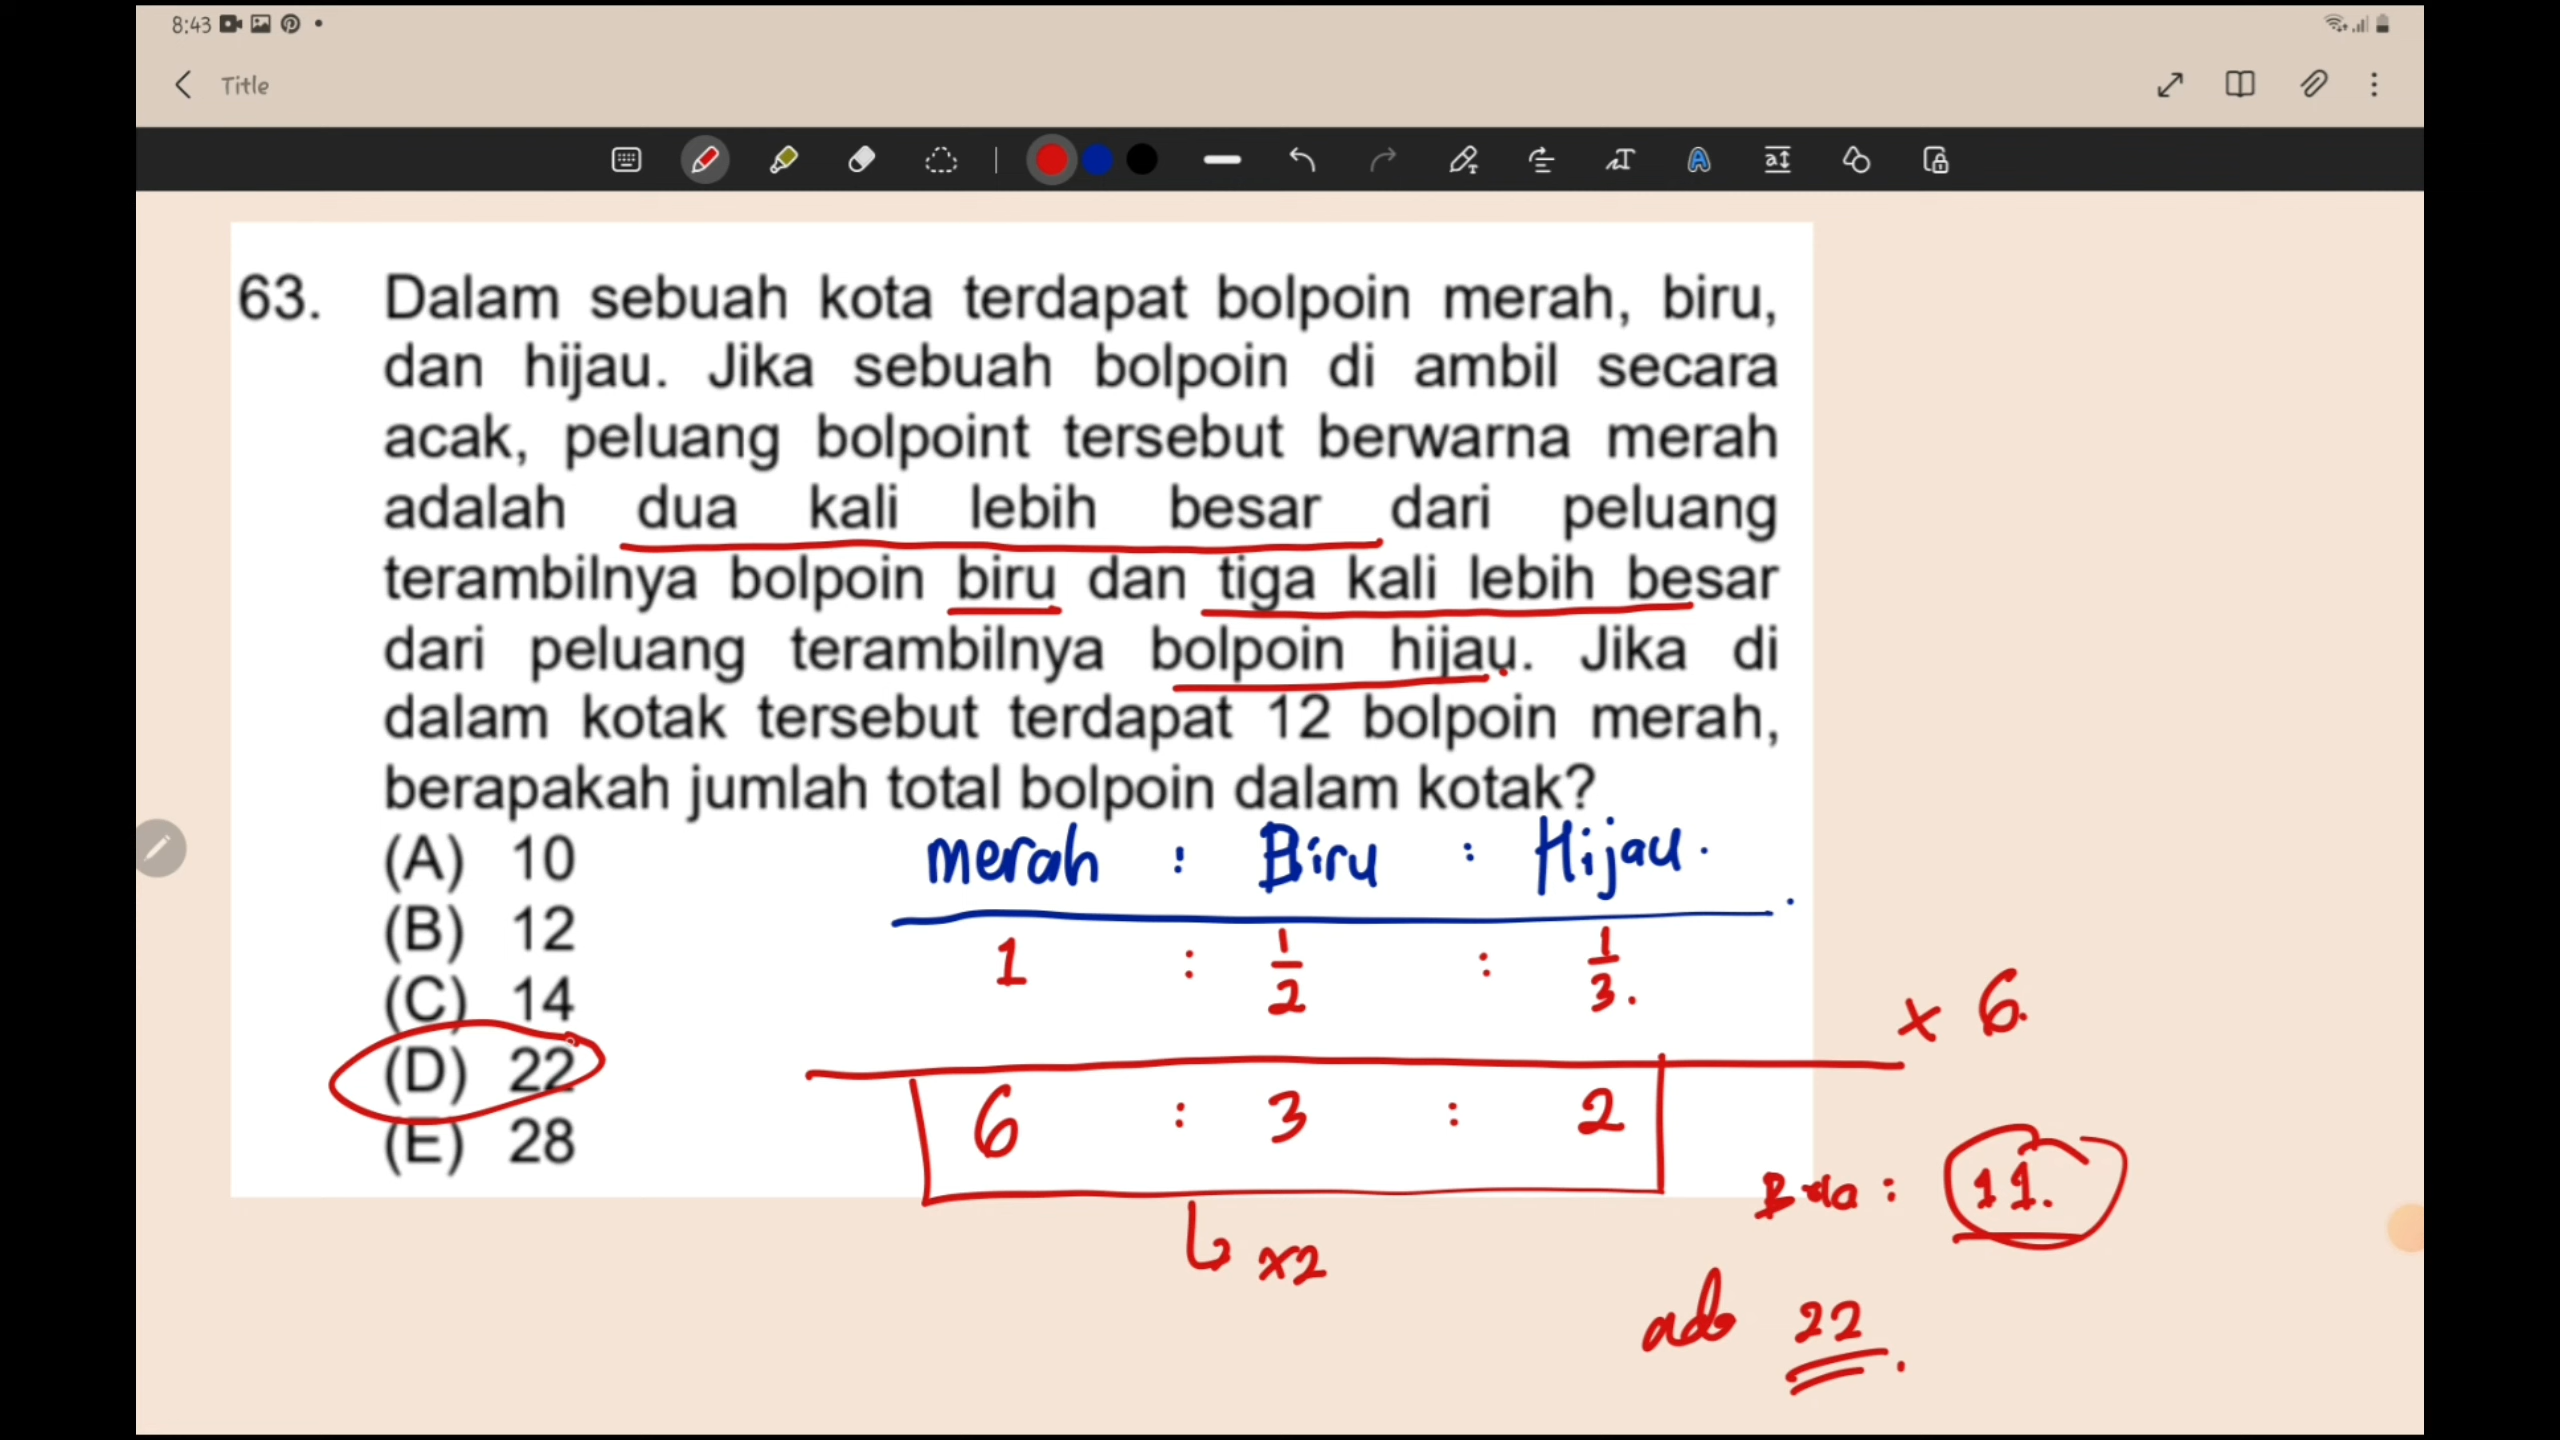 8:43
Title
63. Dalam sebuah kota terdapat bolpoin merah, biru,
dan hijau. Jika sebuah bolpoin di ambil secara
acak, peluang bolpoint tersebut berwarna merah
adalah dua kali lebih besar dari peluang
terambilnya bolpoin biru dan tiga kali lebih besar
dari peluang terambilnya bolpoin hijau. Jika di
dalam kotak tersebut terdapat 12 bolpoin merah,
berapakah jumlah total bolpoin dalam kotak?
(A) 10
(B) 12
(C) 14
(D) 22
(E) 28
merah : Biru : Hijau.
1 : 1/2 : 1/3.
x 6.
6 : 3 : 2
: 11.
x2
22